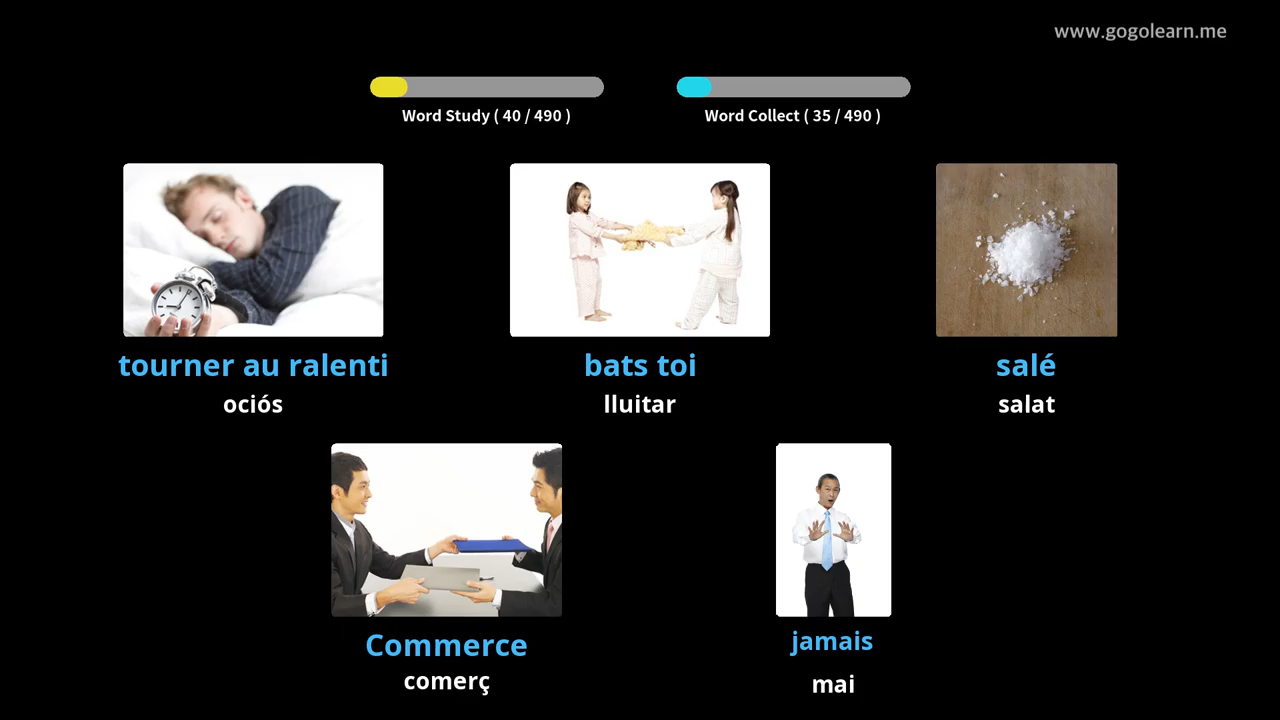 www.gogolearn.me
Word Study ( 40 / 490 )
Word Collect ( 35 / 490 )
tourner au ralenti
ociós
bats toi
lluitar
salé
salat
Commerce
comerç
jamais
mai